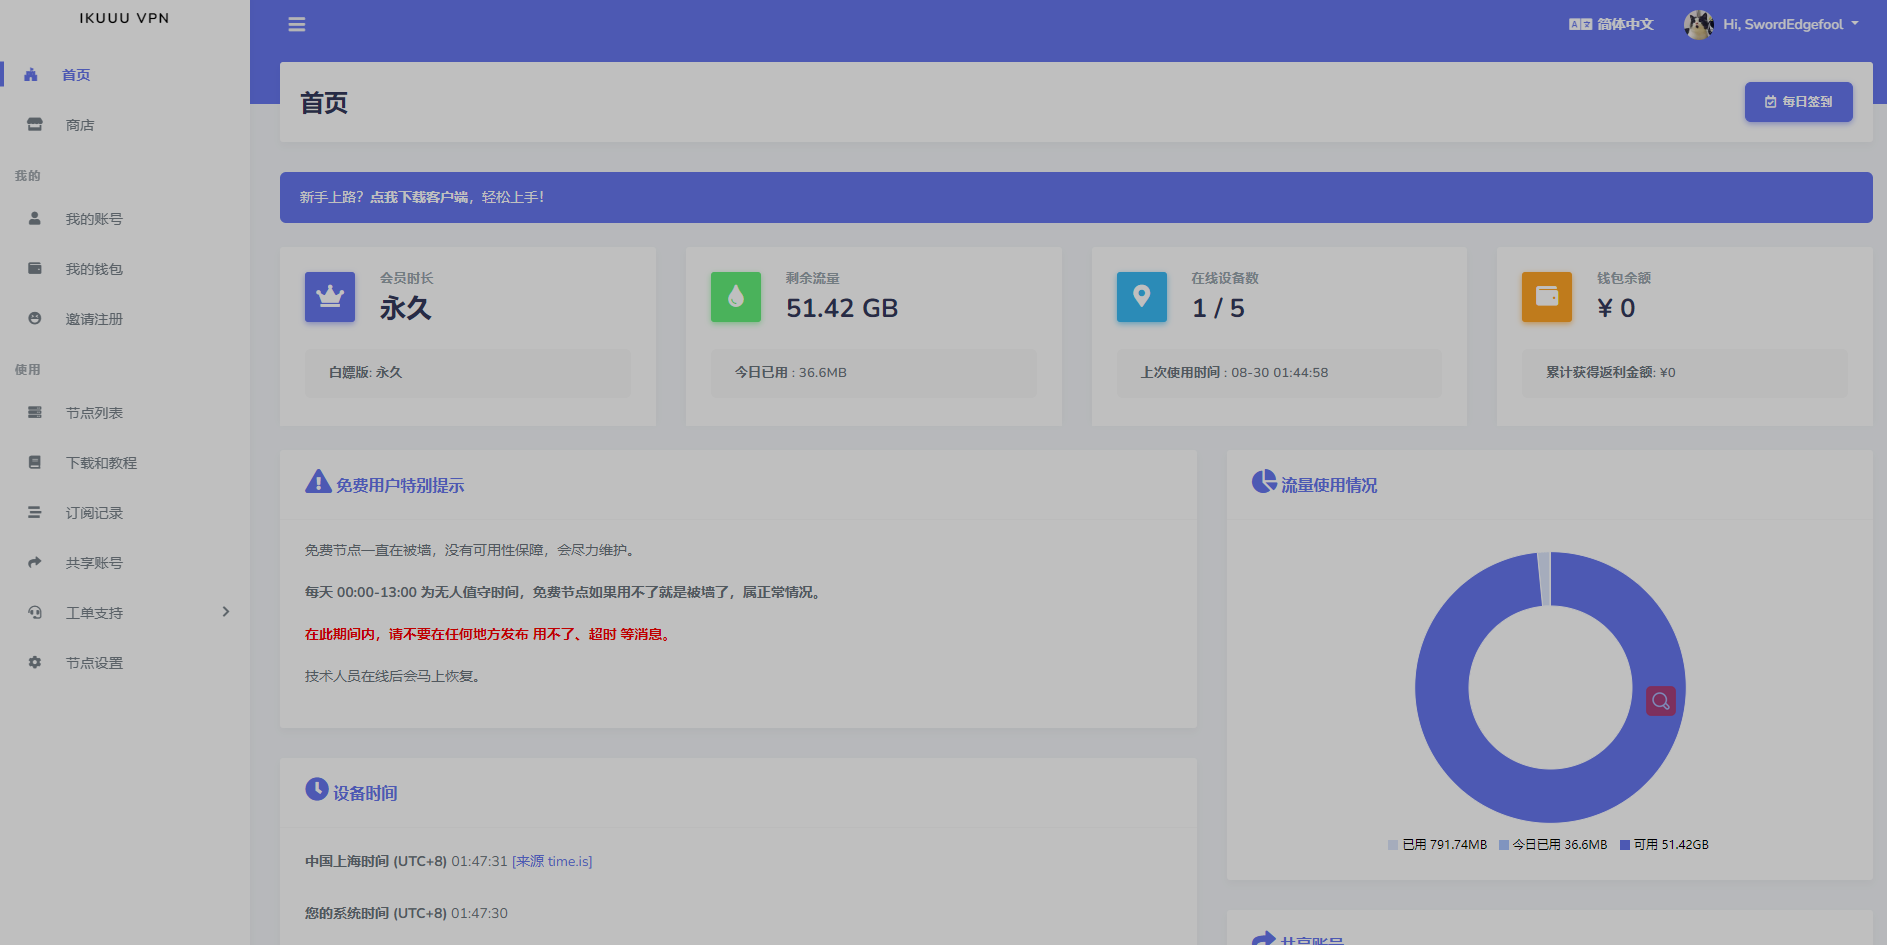 IKUUU VPN
简体中文
Hi, SwordEdgefool
首页
商店
我的
我的账号
我的钱包
邀请注册
使用
节点列表
下载和教程
订阅记录
共享账号
工单支持
节点设置
首页
每日签到
新手上路？点我下载客户端，轻松上手！
会员时长
永久
白嫖版: 永久
剩余流量
51.42 GB
今日已用 : 36.6MB
在线设备数
1 / 5
上次使用时间 : 08-30 01:44:58
钱包余额
¥ 0
累计获得返利金额: ¥0
免费用户特别提示
免费节点一直在被墙，没有可用性保障，会尽力维护。
每天 00:00-13:00 为无人值守时间，免费节点如果用不了就是被墙了，属正常情况。
在此期间内，请不要在任何地方发布 用不了、超时 等消息。
技术人员在线后会马上恢复。
流量使用情况
已用 791.74MB 今日已用 36.6MB 可用 51.42GB
设备时间
中国上海时间 (UTC+8) 01:47:31 [来源 time.is]
您的系统时间 (UTC+8) 01:47:30
共享账号